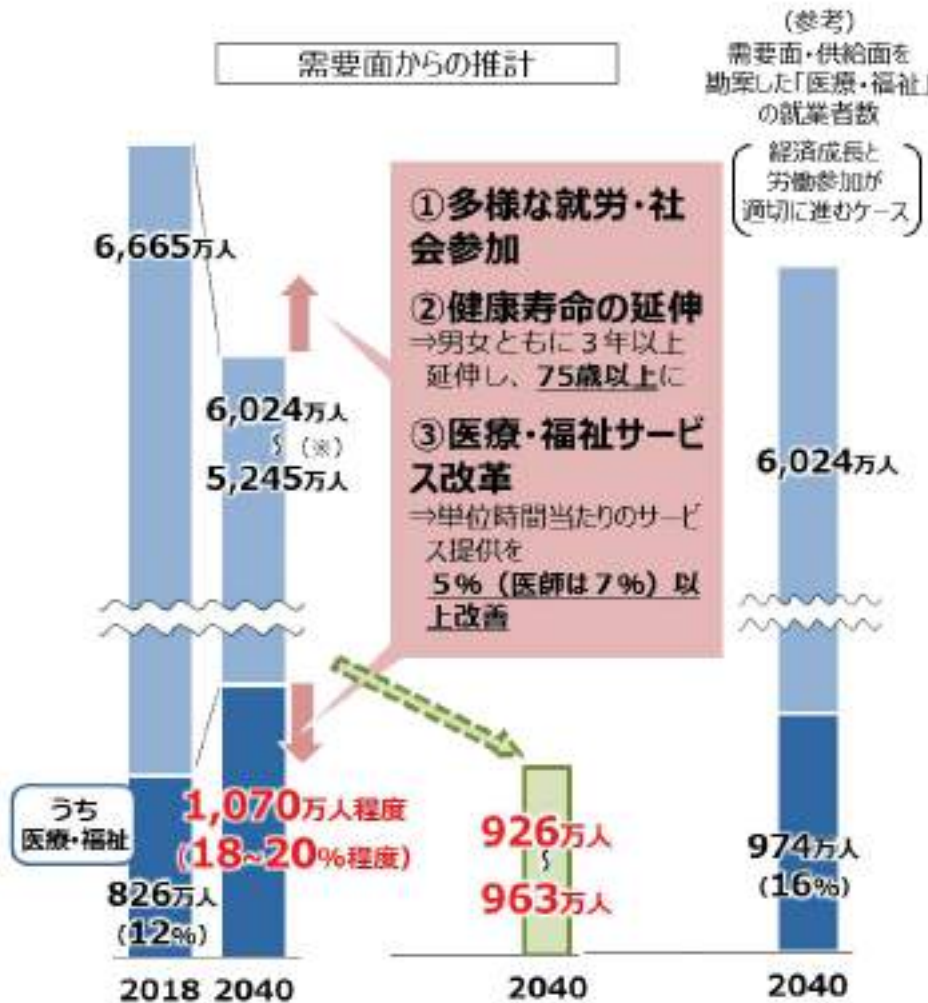 需要面からの推計
(参考)
需要面・供給面を
勘案した「医療・福祉」
の就業者数
経済成長と
労働参加が
適切に進むケース
6,665万人
6,024万人
〜(※)
5,245万人
①多様な就労・社
会参加
②健康寿命の延伸
⇒男女ともに3年以上
延伸し、75歳以上に
③医療・福祉サービ
ス改革
⇒単位時間当たりのサービ
ス提供を
5%(医師は7%)以
上改善
6,024万人
うち
医療・福祉
826万人
(12%)
1,070万人程度
(18~20%程度)
926万人
〜
963万人
974万人
(16%)
2018
2040
2040
2040